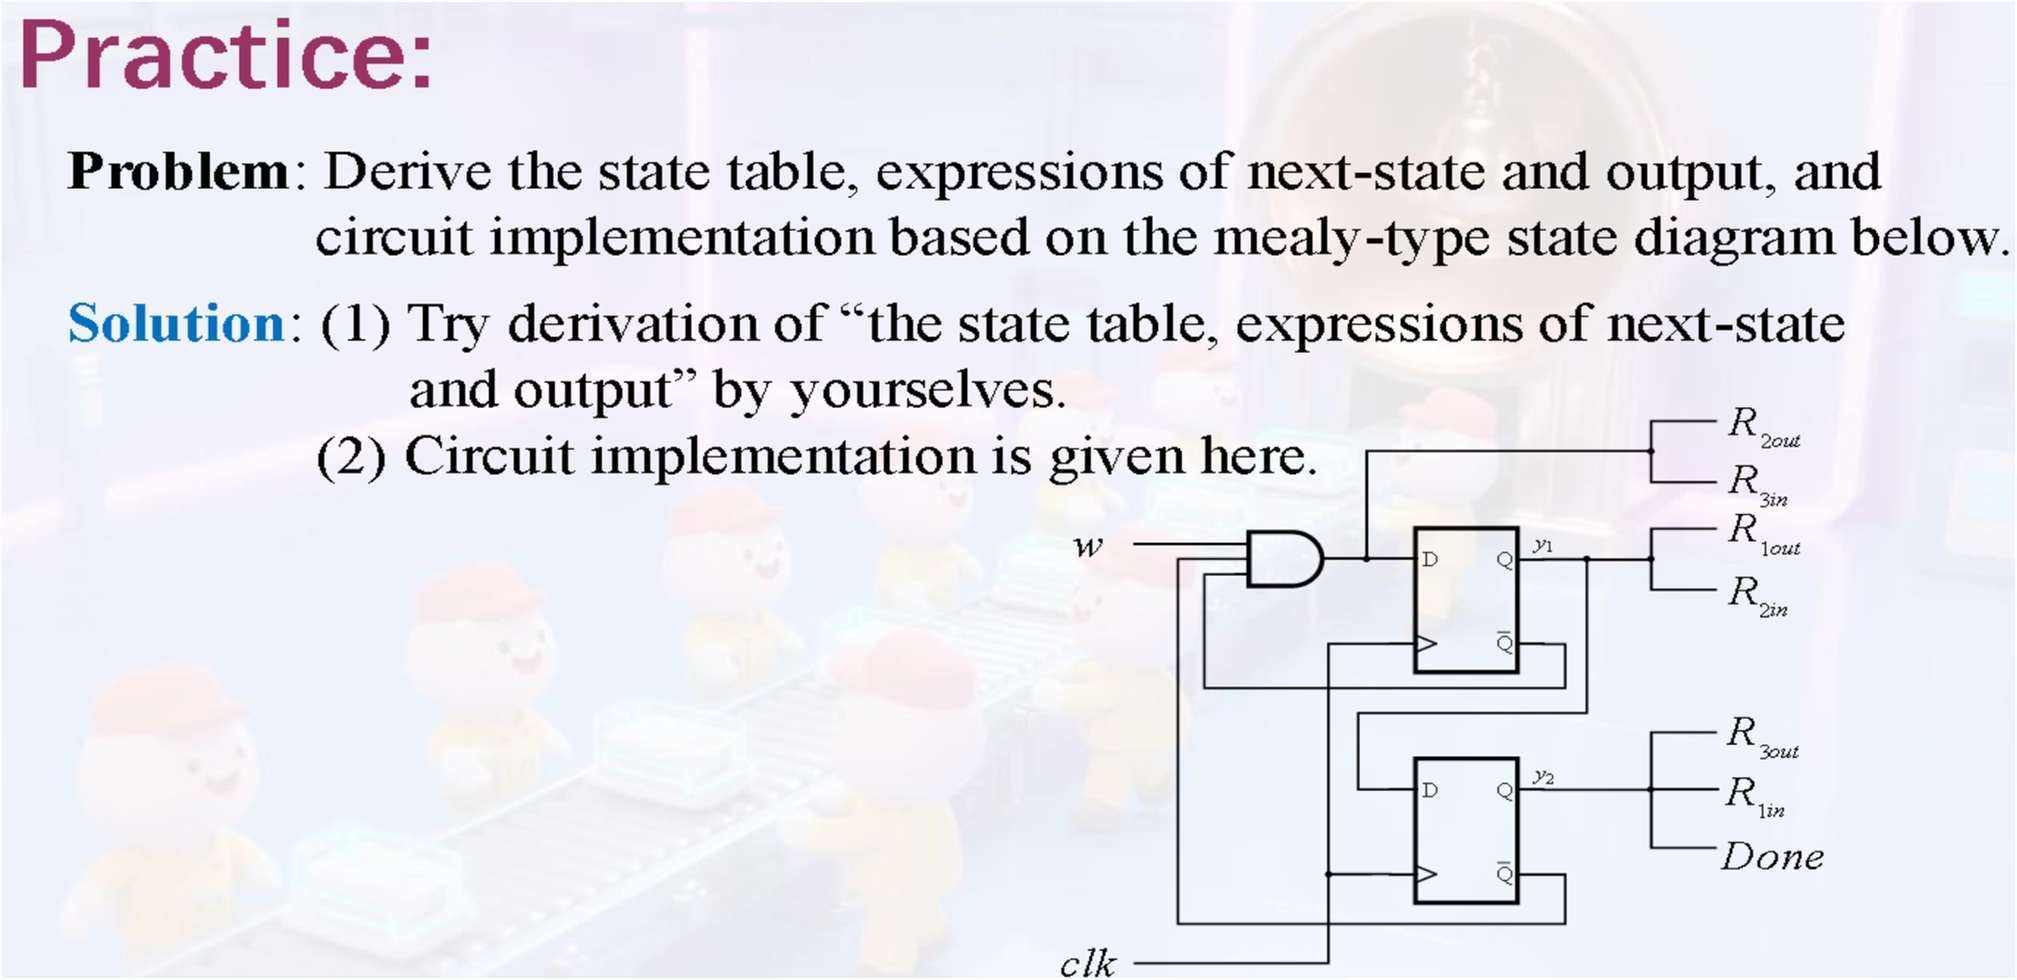 Practice:
Problem: Derive the state table, expressions of next-state and output, and
circuit implementation based on the mealy-type state diagram below.
Solution: (1) Try derivation of “the state table, expressions of next-state
and output” by yourselves.
(2) Circuit implementation is given here.
R2out
R3in
w
D
Q
y1
R1out
Q̅
R2in
R3out
D
Q
y2
R1in
Q̅
Done
clk